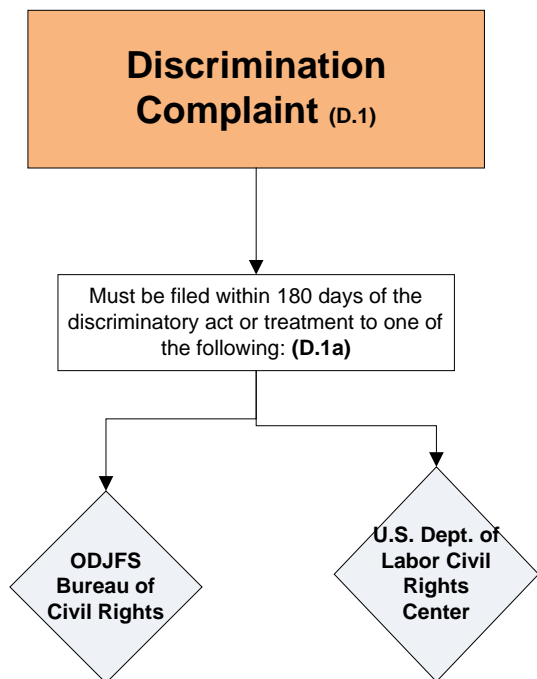 Discrimination
Complaint (D.1)
Must be filed within 180 days of the
discriminatory act or treatment to one of
the following: (D.1a)
ODJFS
Bureau of
Civil Rights
U.S. Dept. of
Labor Civil
Rights
Center